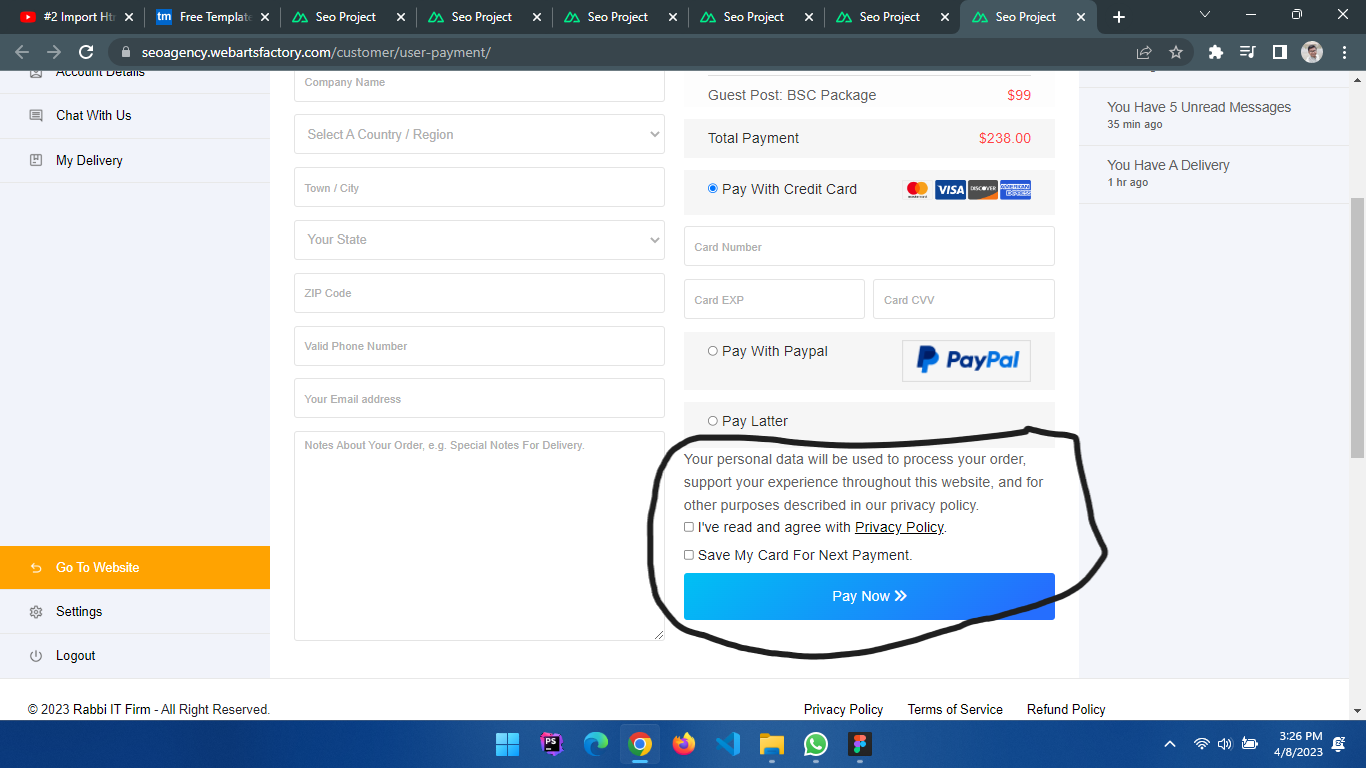 #2 Import Htm
Free Template
Seo Project
Seo Project
Seo Project
Seo Project
Seo Project
Seo Project
seoagency.webartsfactory.com/customer/user-payment/
Account Details
Chat With Us
My Delivery
Go To Website
Settings
Logout
Company Name
Select A Country / Region
Town / City
Your State
ZIP Code
Valid Phone Number
Your Email address
Notes About Your Order, e.g. Special Notes For Delivery.
Guest Post: BSC Package $99
Total Payment $238.00
Pay With Credit Card
VISA
DISCOVER
AMERICAN EXPRESS
Card Number
Card EXP
Card CVV
Pay With Paypal
PayPal
Pay Latter
Your personal data will be used to process your order,
support your experience throughout this website, and for
other purposes described in our privacy policy.
I've read and agree with Privacy Policy.
Save My Card For Next Payment.
Pay Now
You Have 5 Unread Messages
35 min ago
You Have A Delivery
1 hr ago
© 2023 Rabbi IT Firm - All Right Reserved.
Privacy Policy
Terms of Service
Refund Policy
3:26 PM
4/8/2023